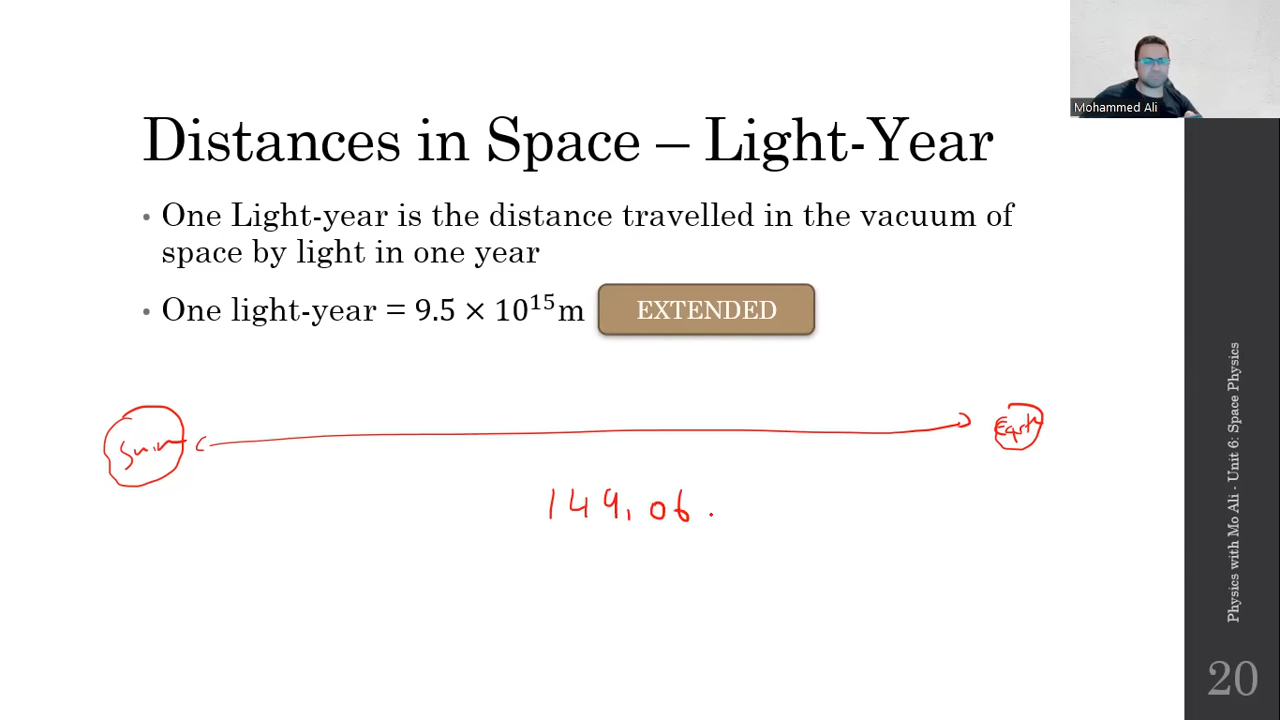 Mohammed Ali
Distances in Space – Light-Year
• One Light-year is the distance travelled in the vacuum of
space by light in one year
• One light-year = 9.5 × 10¹⁵m
EXTENDED
Sun
Earth
149, 06.
Physics with Mo Ali - Unit 6: Space Physics
20